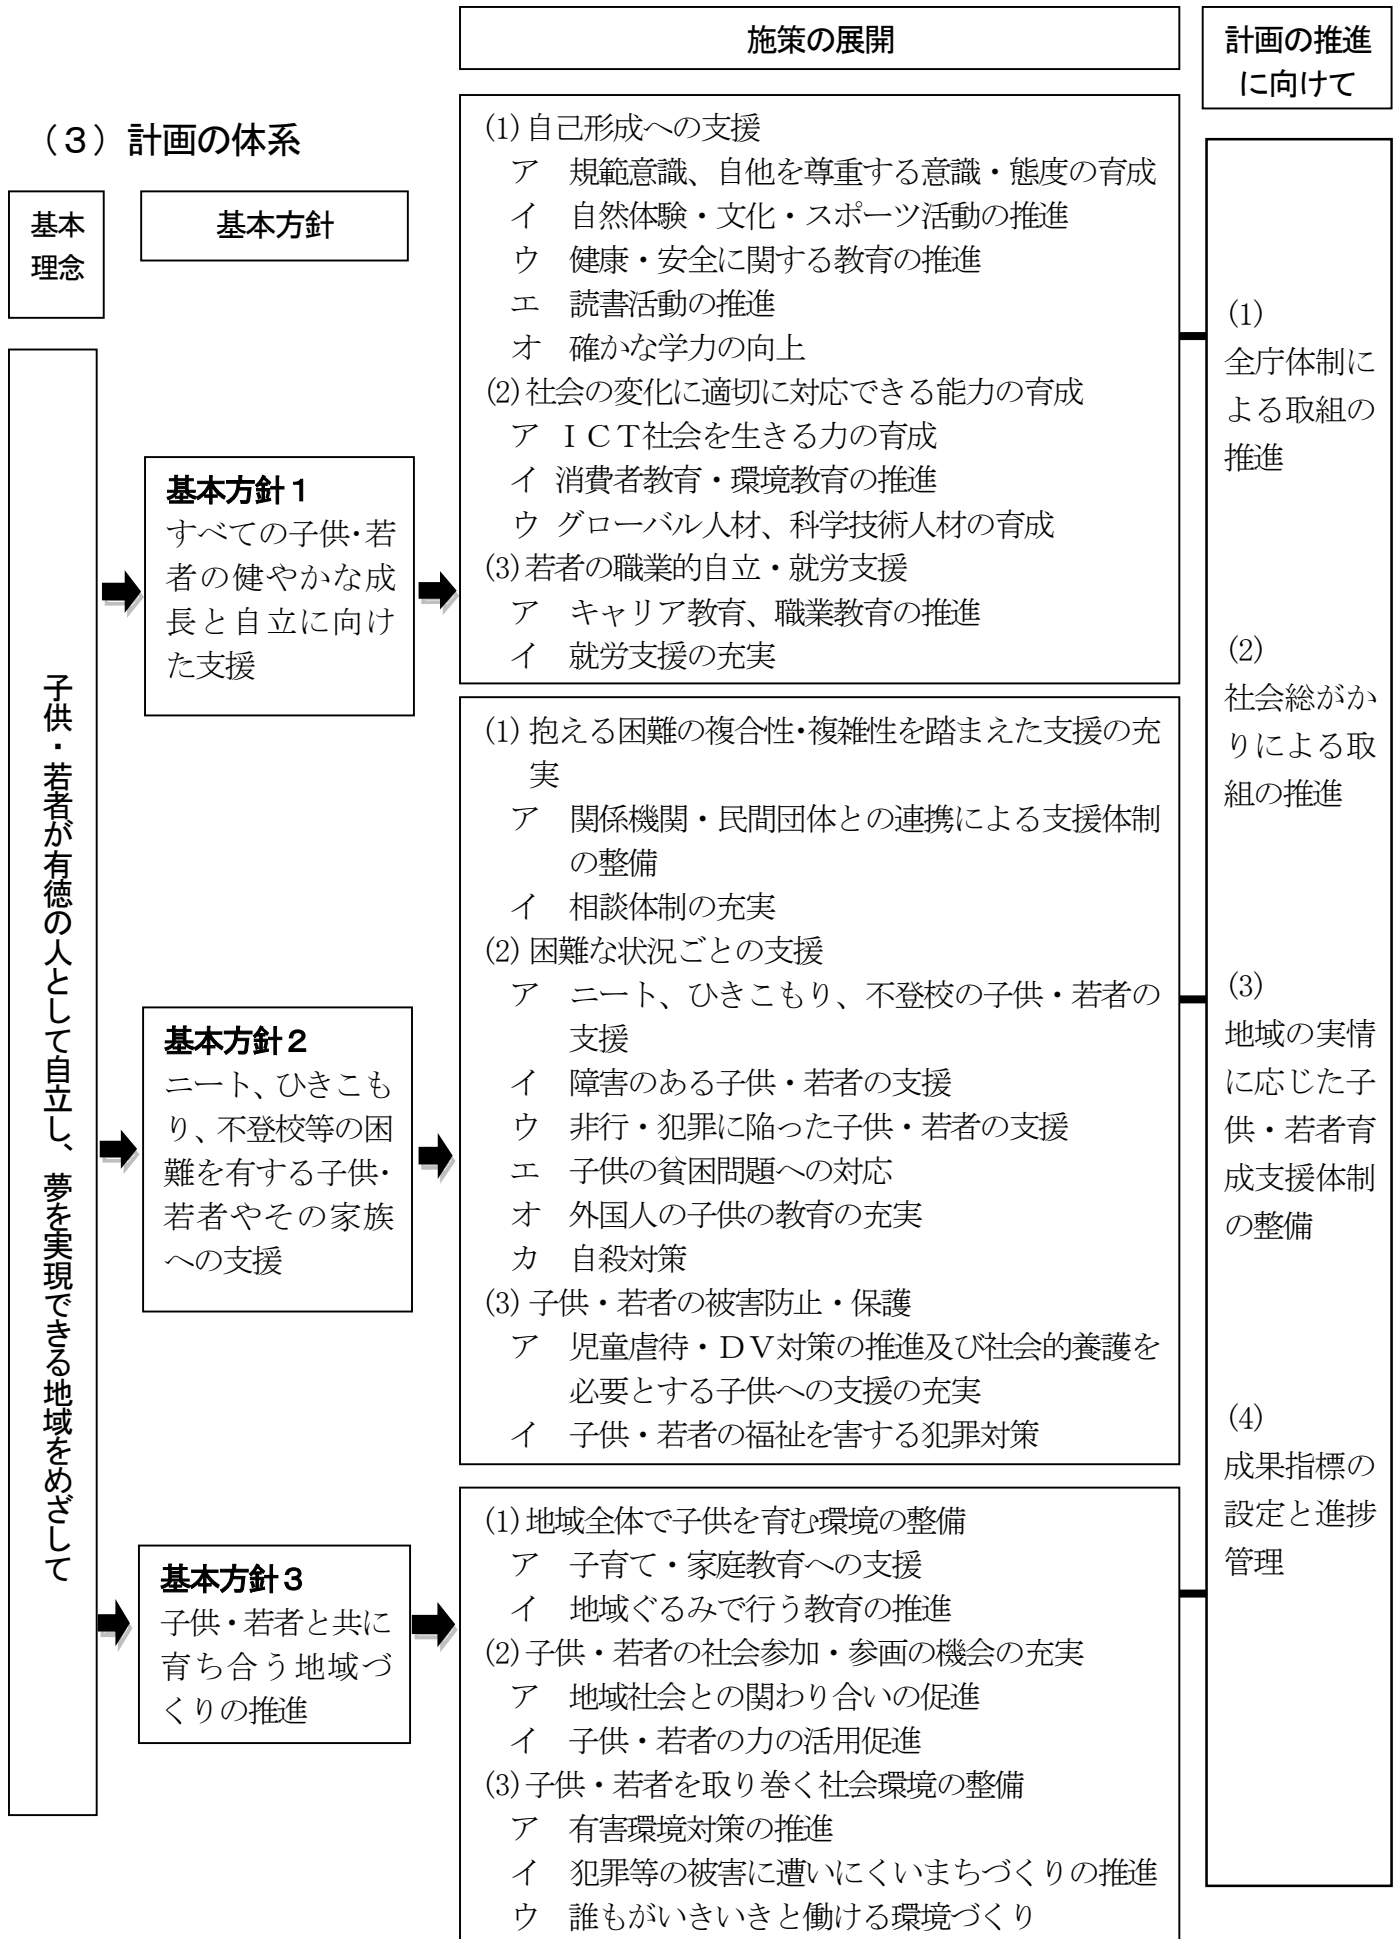 (3)計画の体系
基本
理念
基本方針
施策の展開
計画の推進
に向けて
子供・若者が有徳の人として自立し、夢を実現できる地域をめざして
基本方針1
すべての子供・若
者の健やかな成
長と自立に向け
た支援
(1)自己形成への支援
ア 規範意識、自他を尊重する意識・態度の育成
イ 自然体験・文化・スポーツ活動の推進
ウ 健康・安全に関する教育の推進
エ 読書活動の推進
オ 確かな学力の向上
(2)社会の変化に適切に対応できる能力の育成
ア ICT社会を生きる力の育成
イ 消費者教育・環境教育の推進
ウ グローバル人材、科学技術人材の育成
(3)若者の職業的自立・就労支援
ア キャリア教育、職業教育の推進
イ 就労支援の充実
基本方針2
ニート、ひきこも
り、不登校等の困
難を有する子供・
若者やその家族
への支援
(1)抱える困難の複合性・複雑性を踏まえた支援の充
実
ア 関係機関・民間団体との連携による支援体制
の整備
イ 相談体制の充実
(2)困難な状況ごとの支援
ア ニート、ひきこもり、不登校の子供・若者の
支援
イ 障害のある子供・若者の支援
ウ 非行・犯罪に陥った子供・若者の支援
エ 子供の貧困問題への対応
オ 外国人の子供の教育の充実
カ 自殺対策
(3)子供・若者の被害防止・保護
ア 児童虐待・DV対策の推進及び社会的養護を
必要とする子供への支援の充実
イ 子供・若者の福祉を害する犯罪対策
基本方針3
子供・若者と共に
育ち合う地域づ
くりの推進
(1)地域全体で子供を育む環境の整備
ア 子育て・家庭教育への支援
イ 地域ぐるみで行う教育の推進
(2)子供・若者の社会参加・参画の機会の充実
ア 地域社会との関わり合いの促進
イ 子供・若者の力の活用促進
(3)子供・若者を取り巻く社会環境の整備
ア 有害環境対策の推進
イ 犯罪等の被害に遭いにくいまちづくりの推進
ウ 誰もがいきいきと働ける環境づくり
(1)
全庁体制に
よる取組の
推進
(2)
社会総がか
りによる取
組の推進
(3)
地域の実情
に応じた子
供・若者育
成支援体制
の整備
(4)
成果指標の
設定と進捗
管理